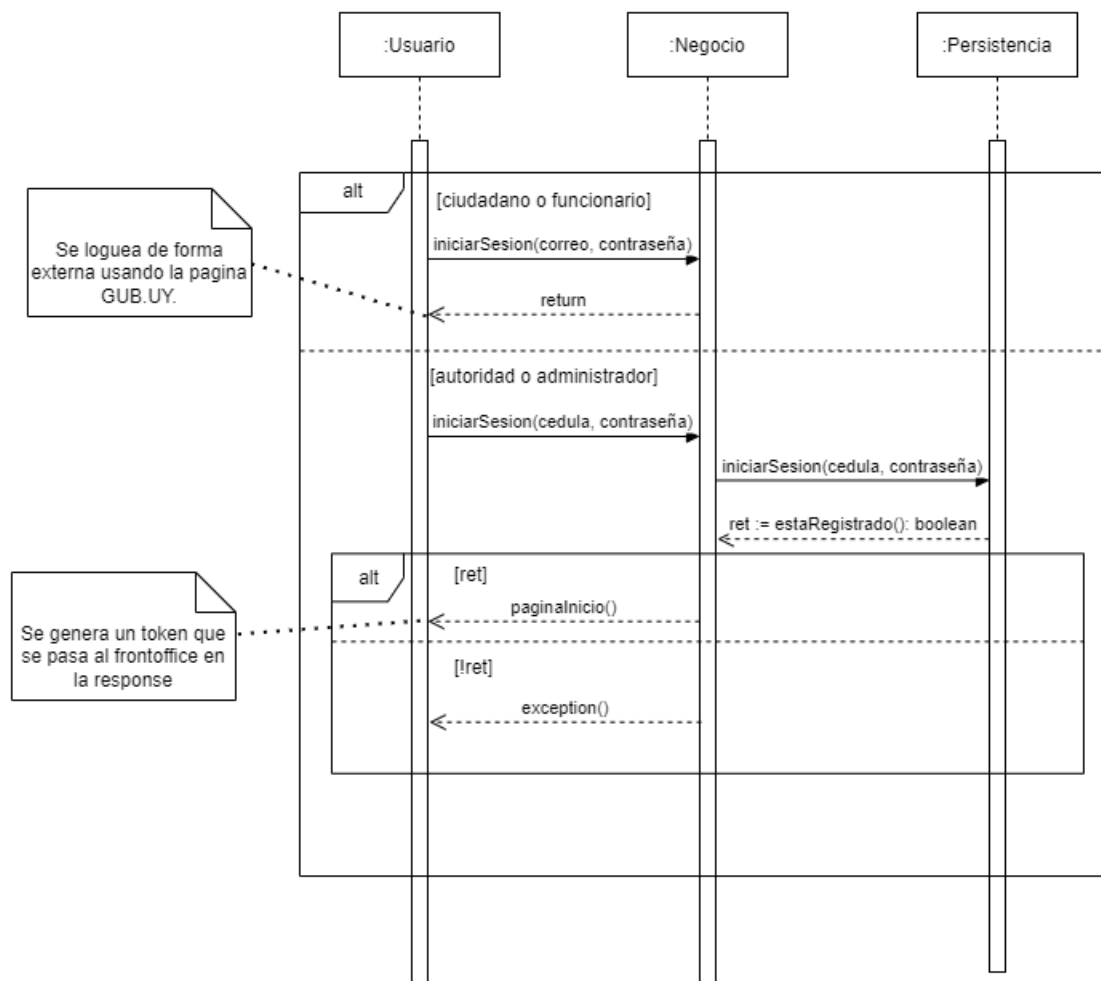 :Usuario
:Negocio
:Persistencia
alt
[ciudadano o funcionario]
Se loguea de forma
externa usando la pagina
GUB.UY.
iniciarSesion(correo, contraseña)
return
[autoridad o administrador]
iniciarSesion(cedula, contraseña)
iniciarSesion(cedula, contraseña)
ret := estaRegistrado(): boolean
alt
[ret]
paginaInicio()
Se genera un token que
se pasa al frontoffice en
la response
[!ret]
exception()